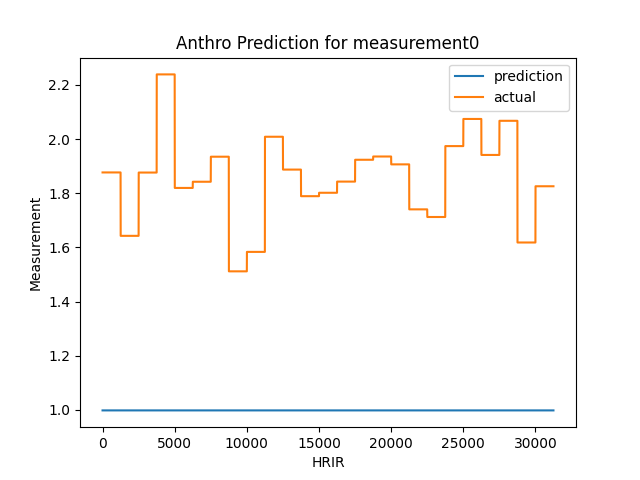 Anthro Prediction for measurement0
prediction
actual
Measurement
2.2
2.0
1.8
1.6
1.4
1.2
1.0
0 5000 10000 15000 20000 25000 30000
HRIR